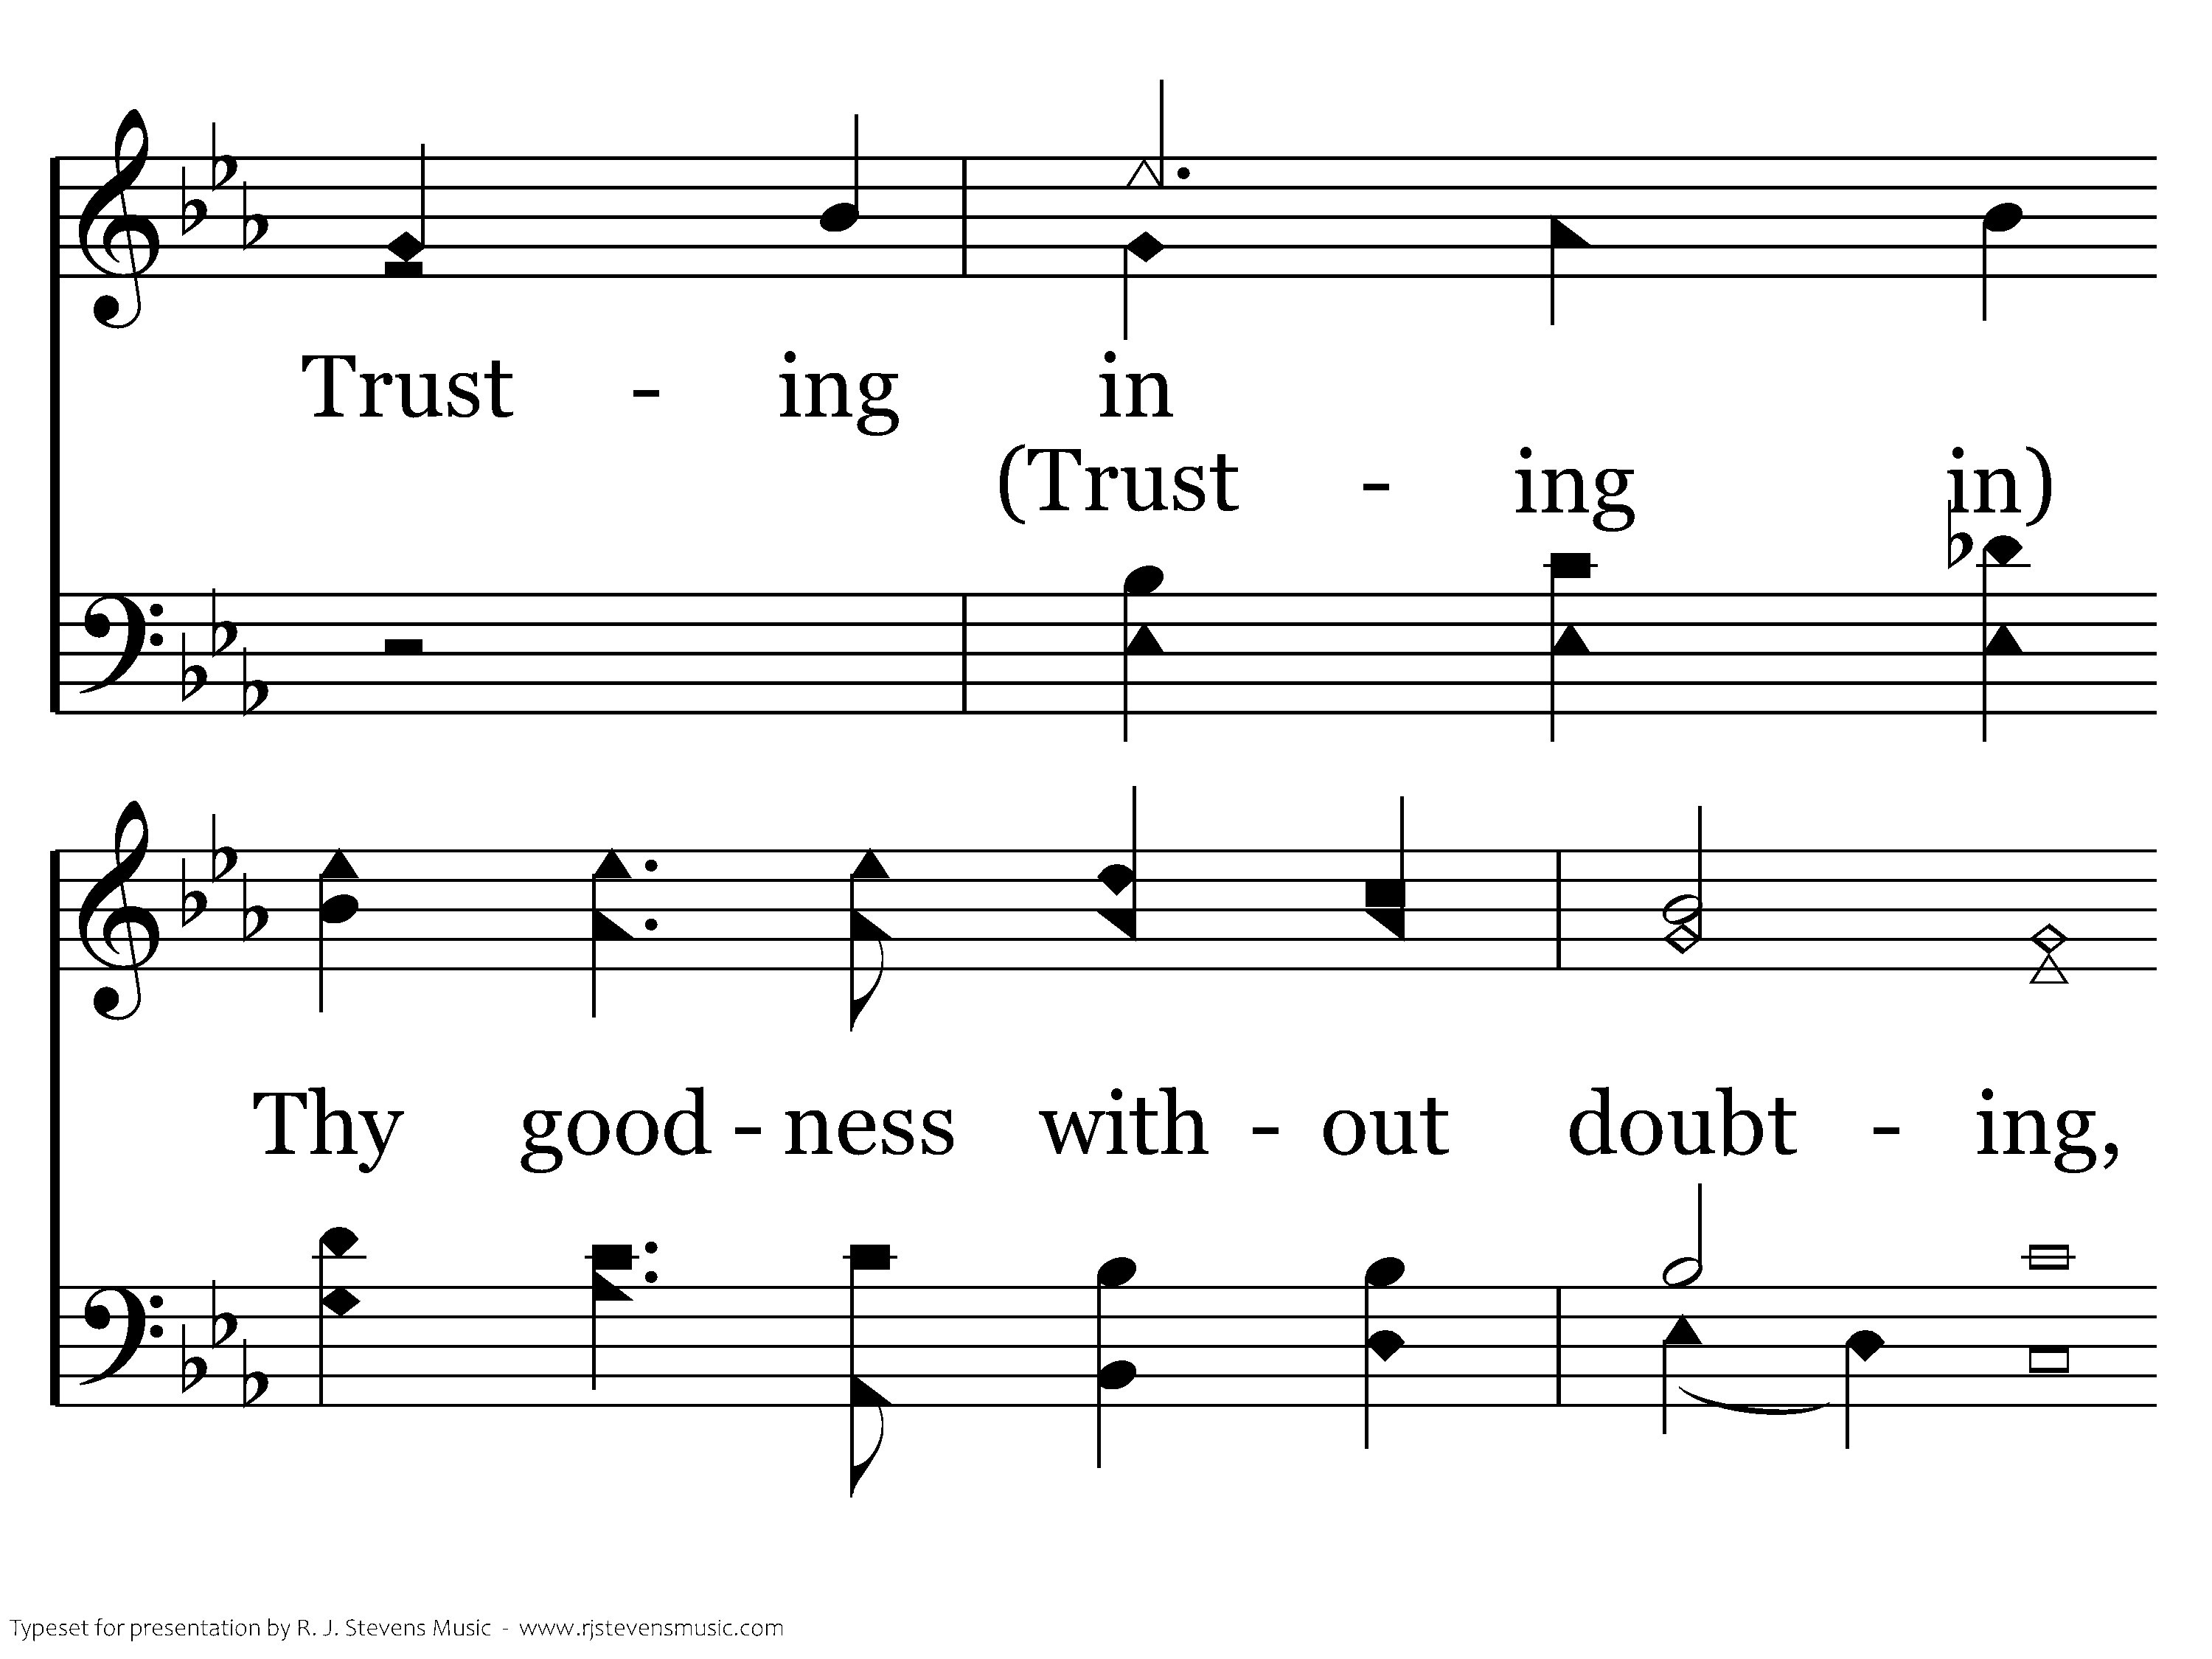 Trust - ing in
(Trust - ing in)
Thy good - ness with - out doubt - ing,
Typeset for presentation by R. J. Stevens Music - www.rjstevensmusic.com